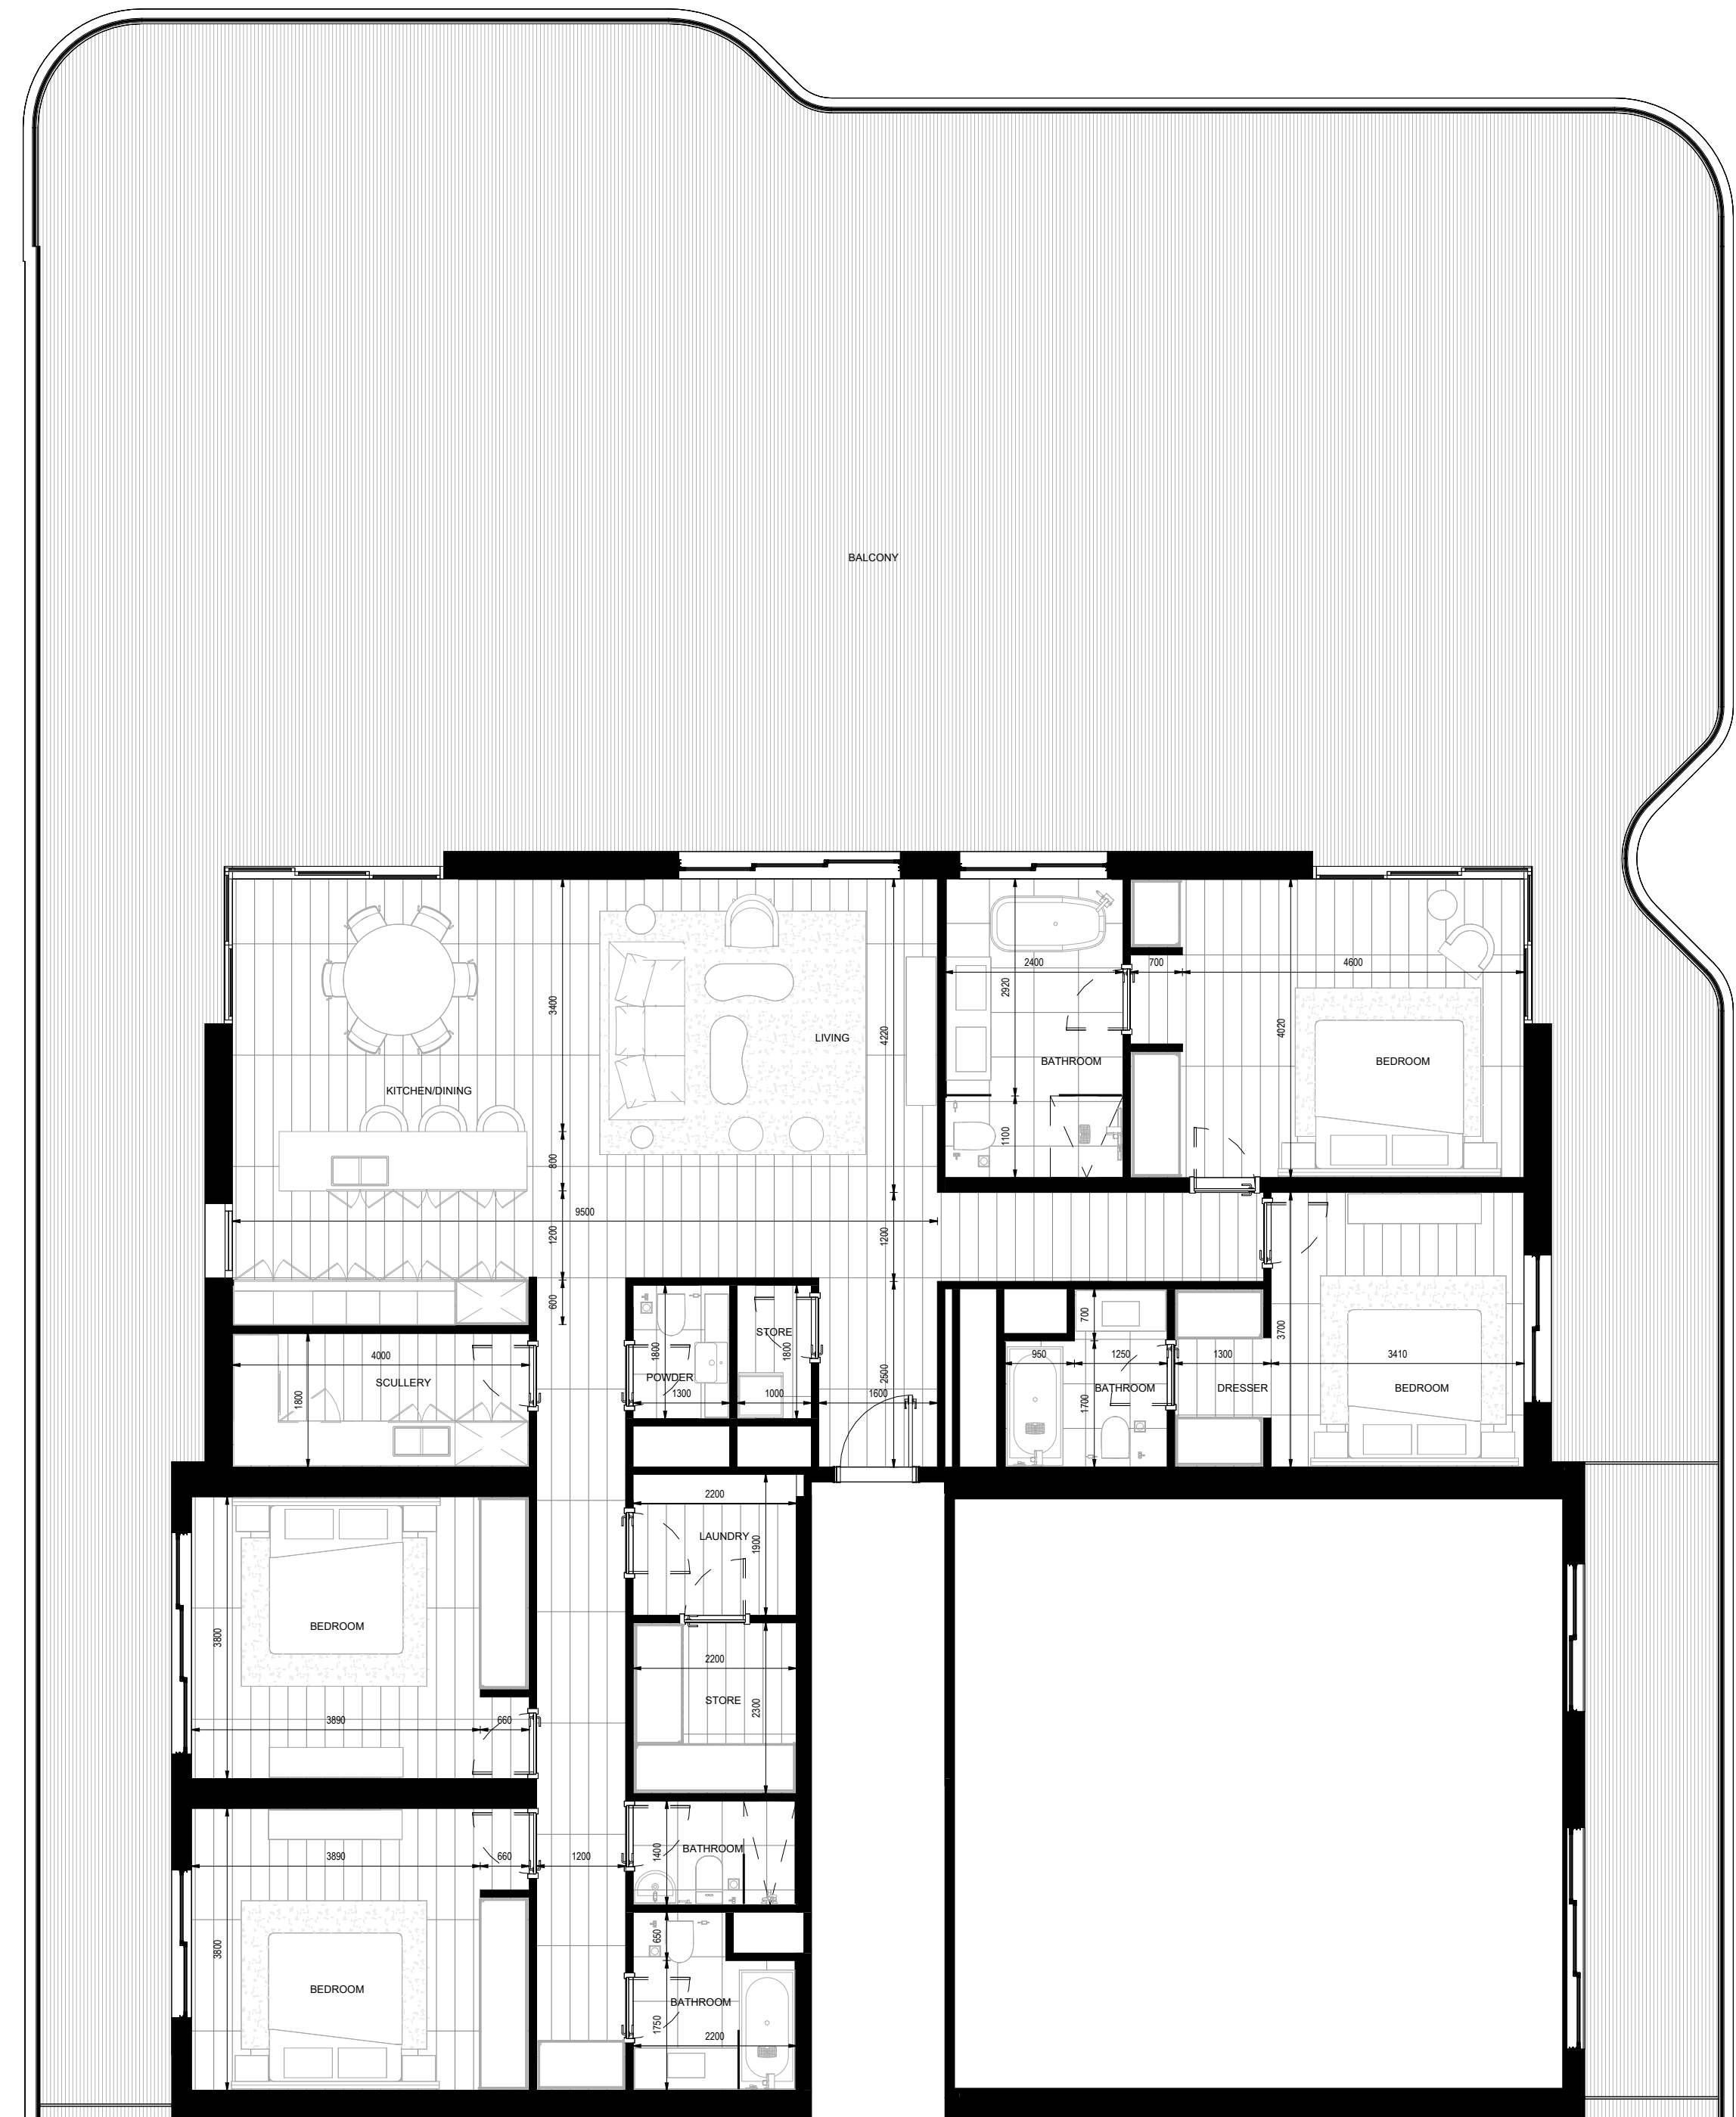 BALCONY
2400
700
4600
2920
3400
4220
4020
LIVING
BATHROOM
BEDROOM
KITCHEN/DINING
1100
800
9500
1200
1200
600
700
3700
STORE
1800
1800
4000
SCULLERY
1800
POWDER
1300
1000
1600
2500
950
1250
1300
3410
BATHROOM
DRESSER
BEDROOM
1700
2200
LAUNDRY
1900
BEDROOM
3800
2200
STORE
2300
3890
660
3890
660
1200
1400
BATHROOM
650
3800
BEDROOM
BATHROOM
1750
2200